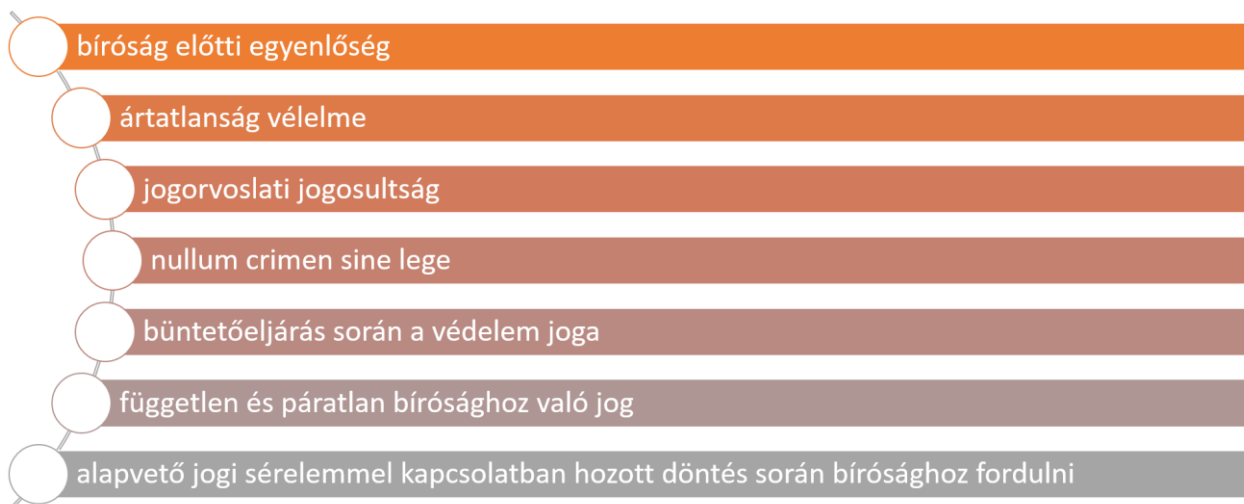 bíróság előtti egyenlőség
ártatlanság vélelme
jogorvoslati jogosultság
nullum crimen sine lege
büntetőeljárás során a védelem joga
független és páratlan bírósághoz való jog
alapvető jogi sérelemmel kapcsolatban hozott döntés során bírósághoz fordulni